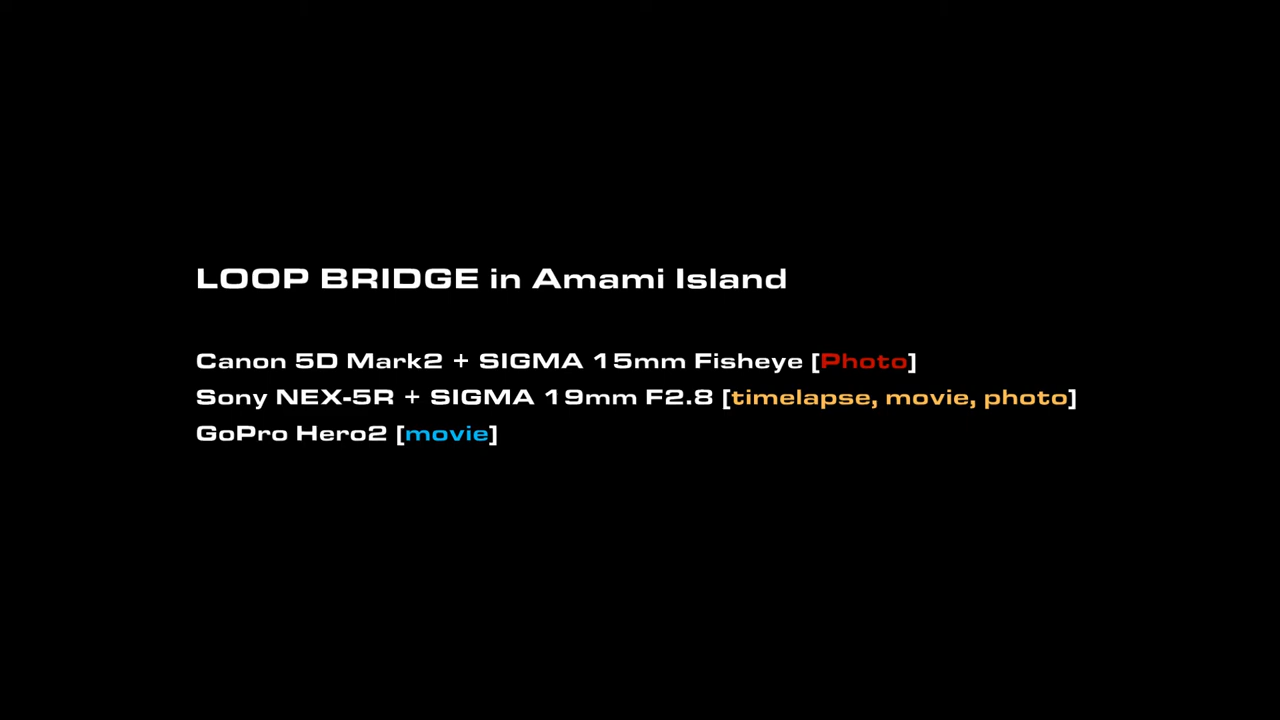 LOOP BRIDGE in Amami Island
Canon 5D Mark2 + SIGMA 15mm Fisheye [Photo]
Sony NEX-5R + SIGMA 19mm F2.8 [timelapse, movie, photo]
GoPro Hero2 [movie]